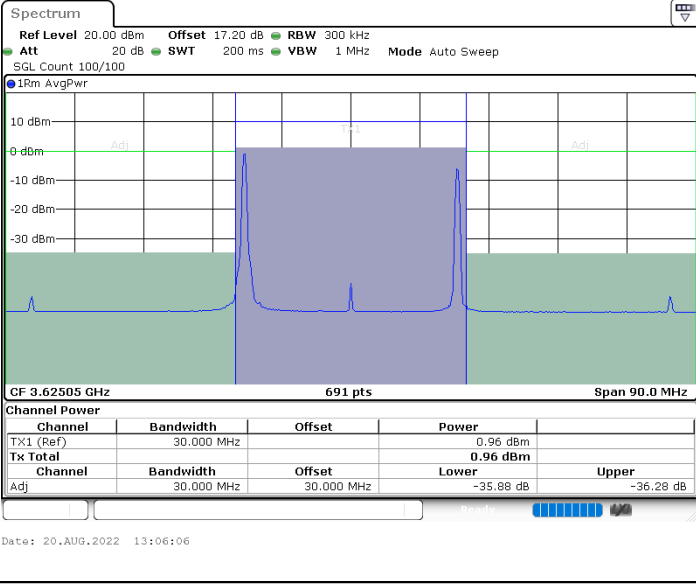 Spectrum
Ref Level 20.00 dBm Offset 17.20 dB RBW 300 kHz
Att 20 dB SWT 200 ms VBW 1 MHz Mode Auto Sweep
SGL Count 100/100
1Rm AvgPwr
10 dBm
Tx1
Adj
Adj
0 dBm
-10 dBm
-20 dBm
-30 dBm
CF 3.62505 GHz 691 pts Span 90.0 MHz
Channel Power
Channel Bandwidth Offset Power
TX1 (Ref) 30.000 MHz 0.96 dBm
Tx Total 0.96 dBm
Channel Bandwidth Offset Lower Upper
Adj 30.000 MHz 30.000 MHz -35.88 dB -36.28 dB
Ready
Date: 20.AUG.2022 13:06:06